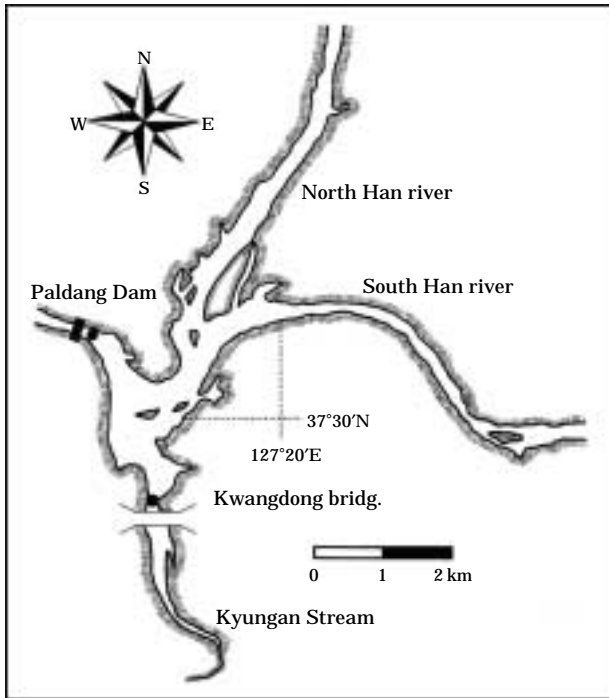 N
W E
S
North Han river
South Han river
Paldang Dam
37°30′N
127°20′E
Kwangdong bridg.
0 1 2 km
Kyungan Stream